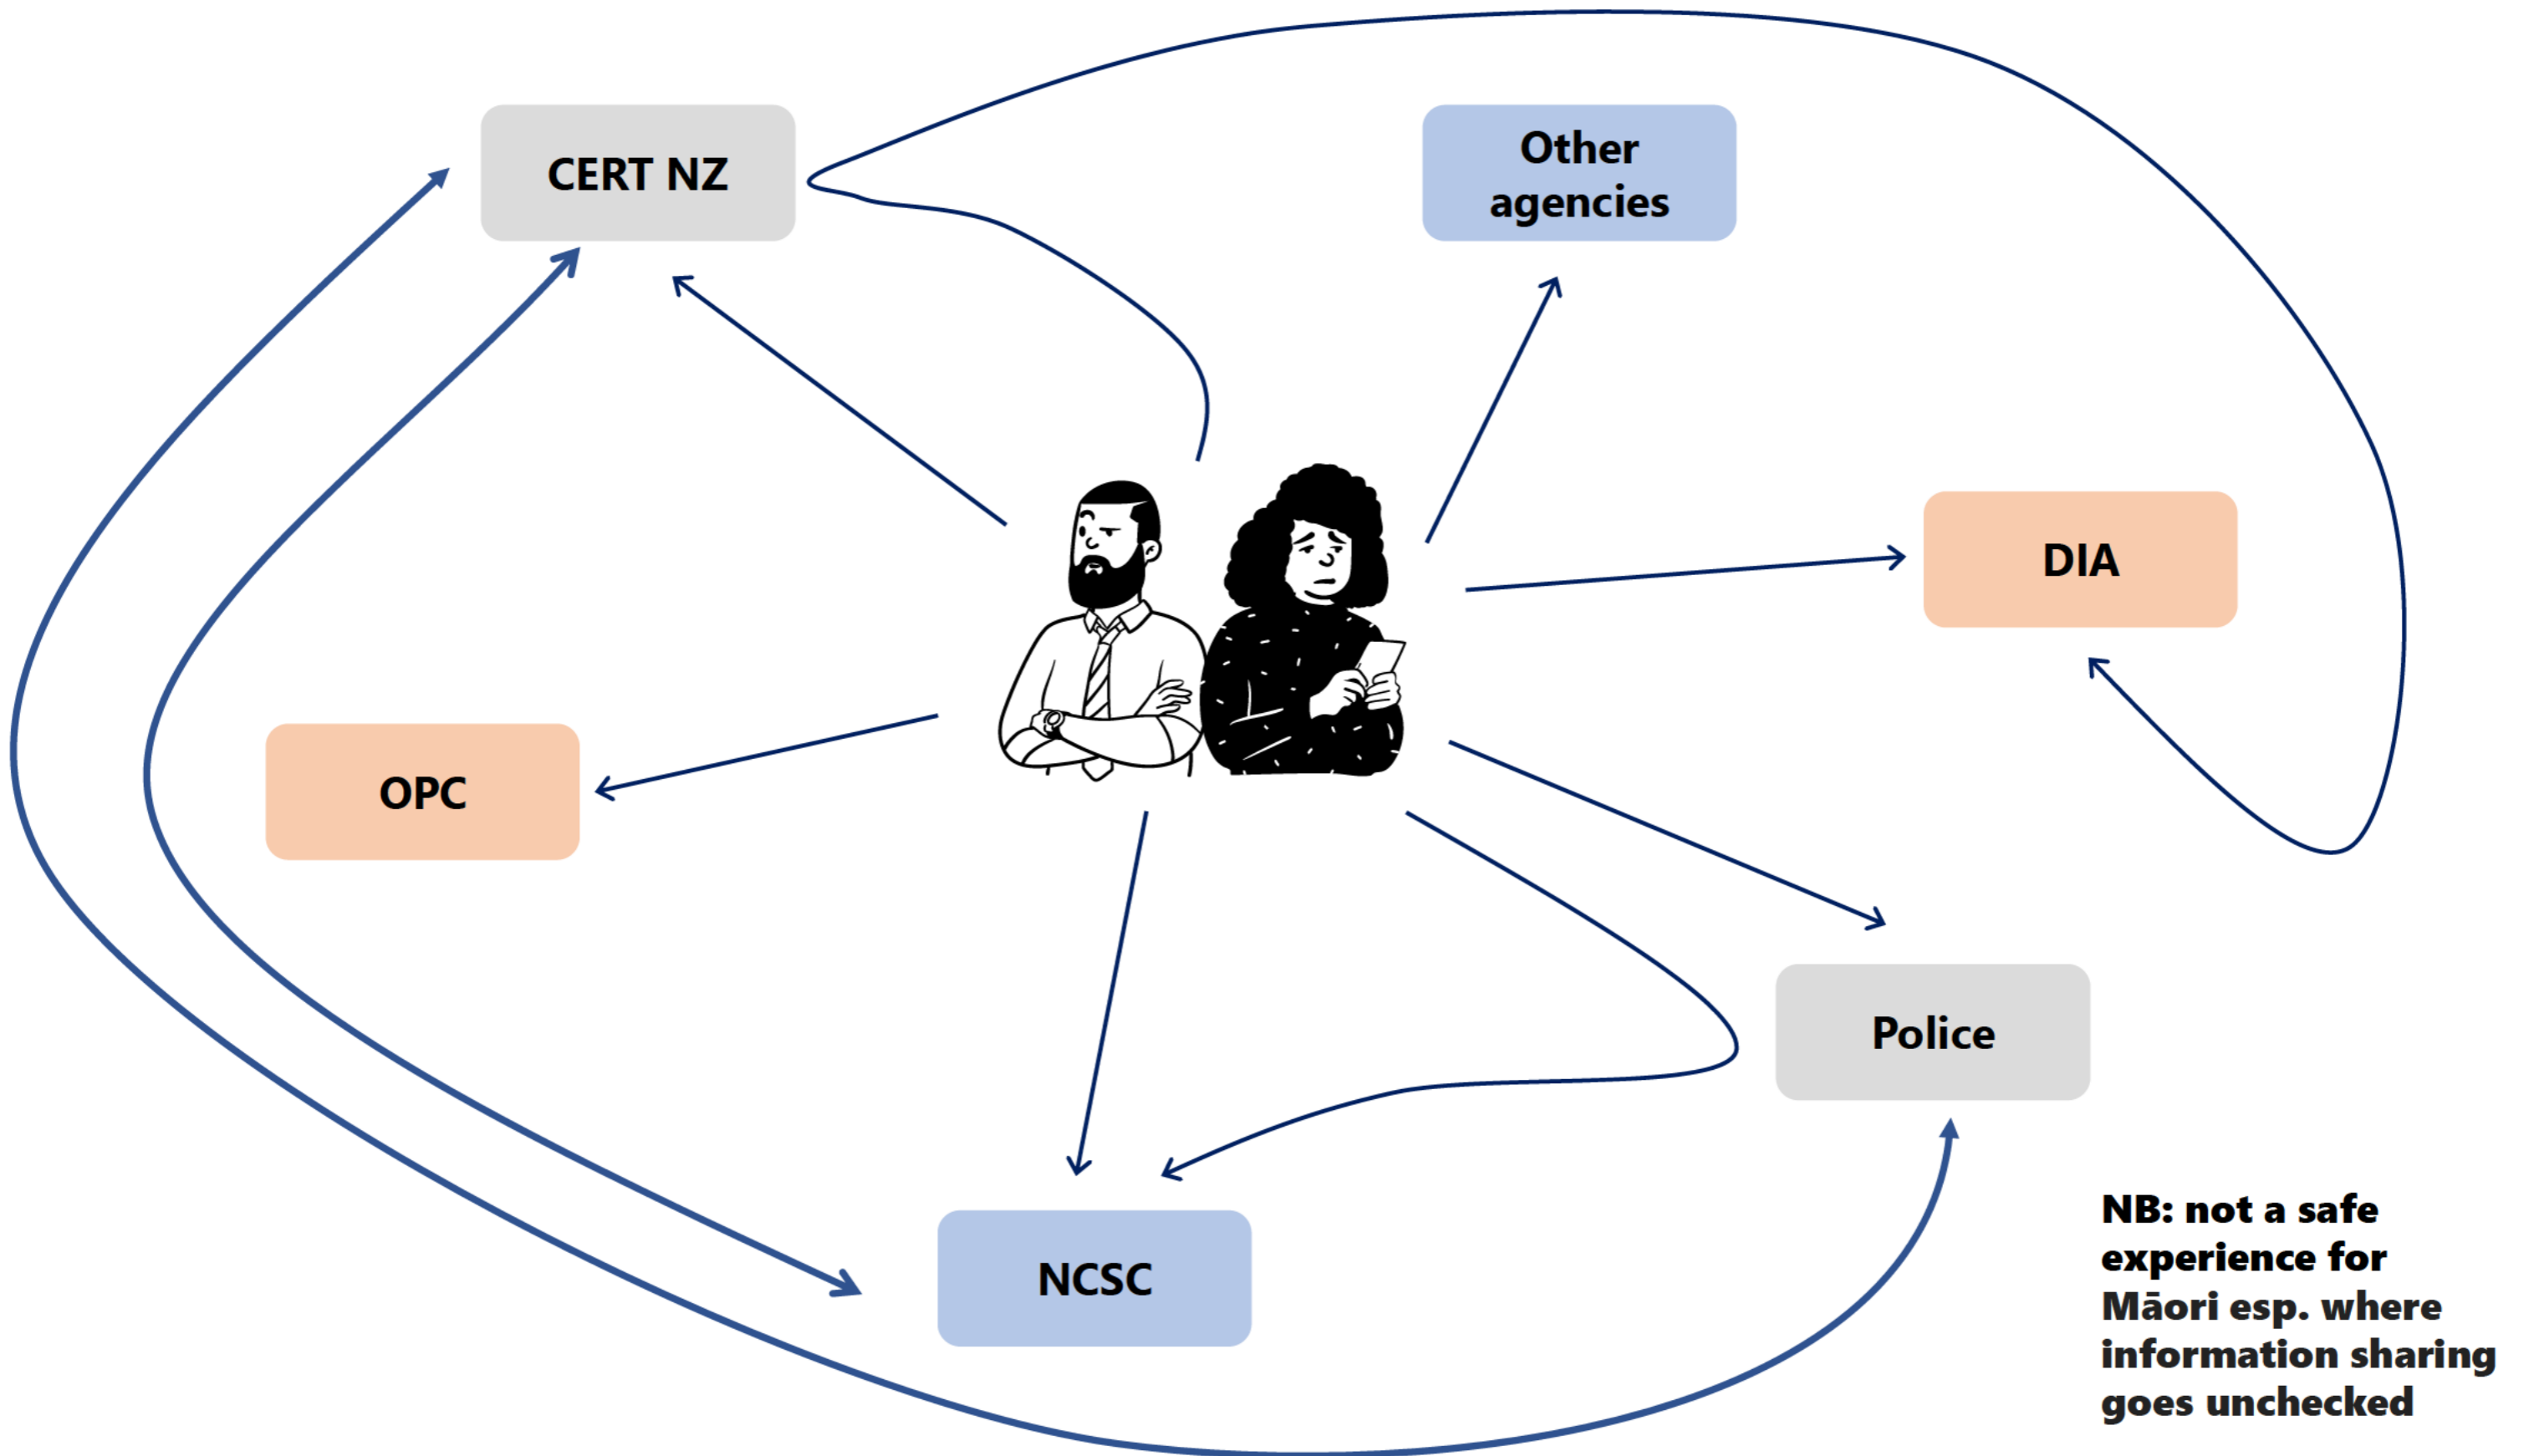 CERT NZ
Other
agencies
DIA
OPC
Police
NCSC
NB: not a safe
experience for
Māori esp. where
information sharing
goes unchecked